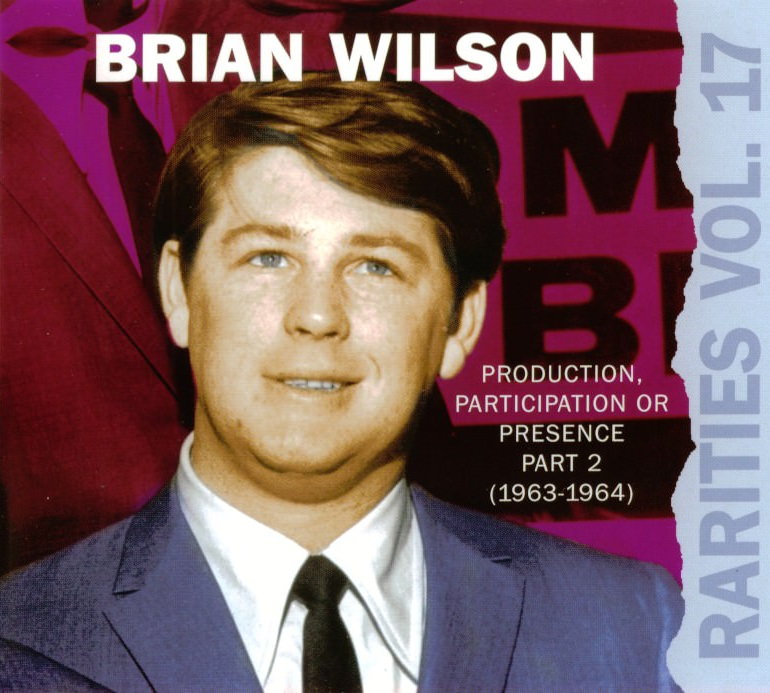 BRIAN WILSON
PRODUCTION,
PARTICIPATION OR
PRESENCE
PART 2
(1963-1964)
RARITIES VOL. 17